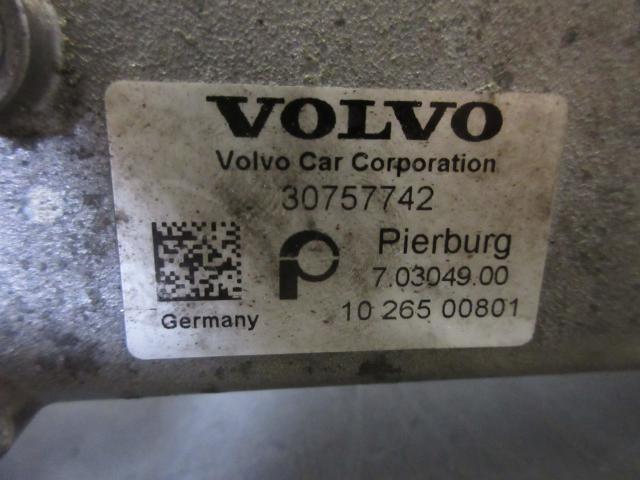 VOLVO
Volvo Car Corporation
30757742
Pierburg
7.03049.00
Germany
10 265 00801